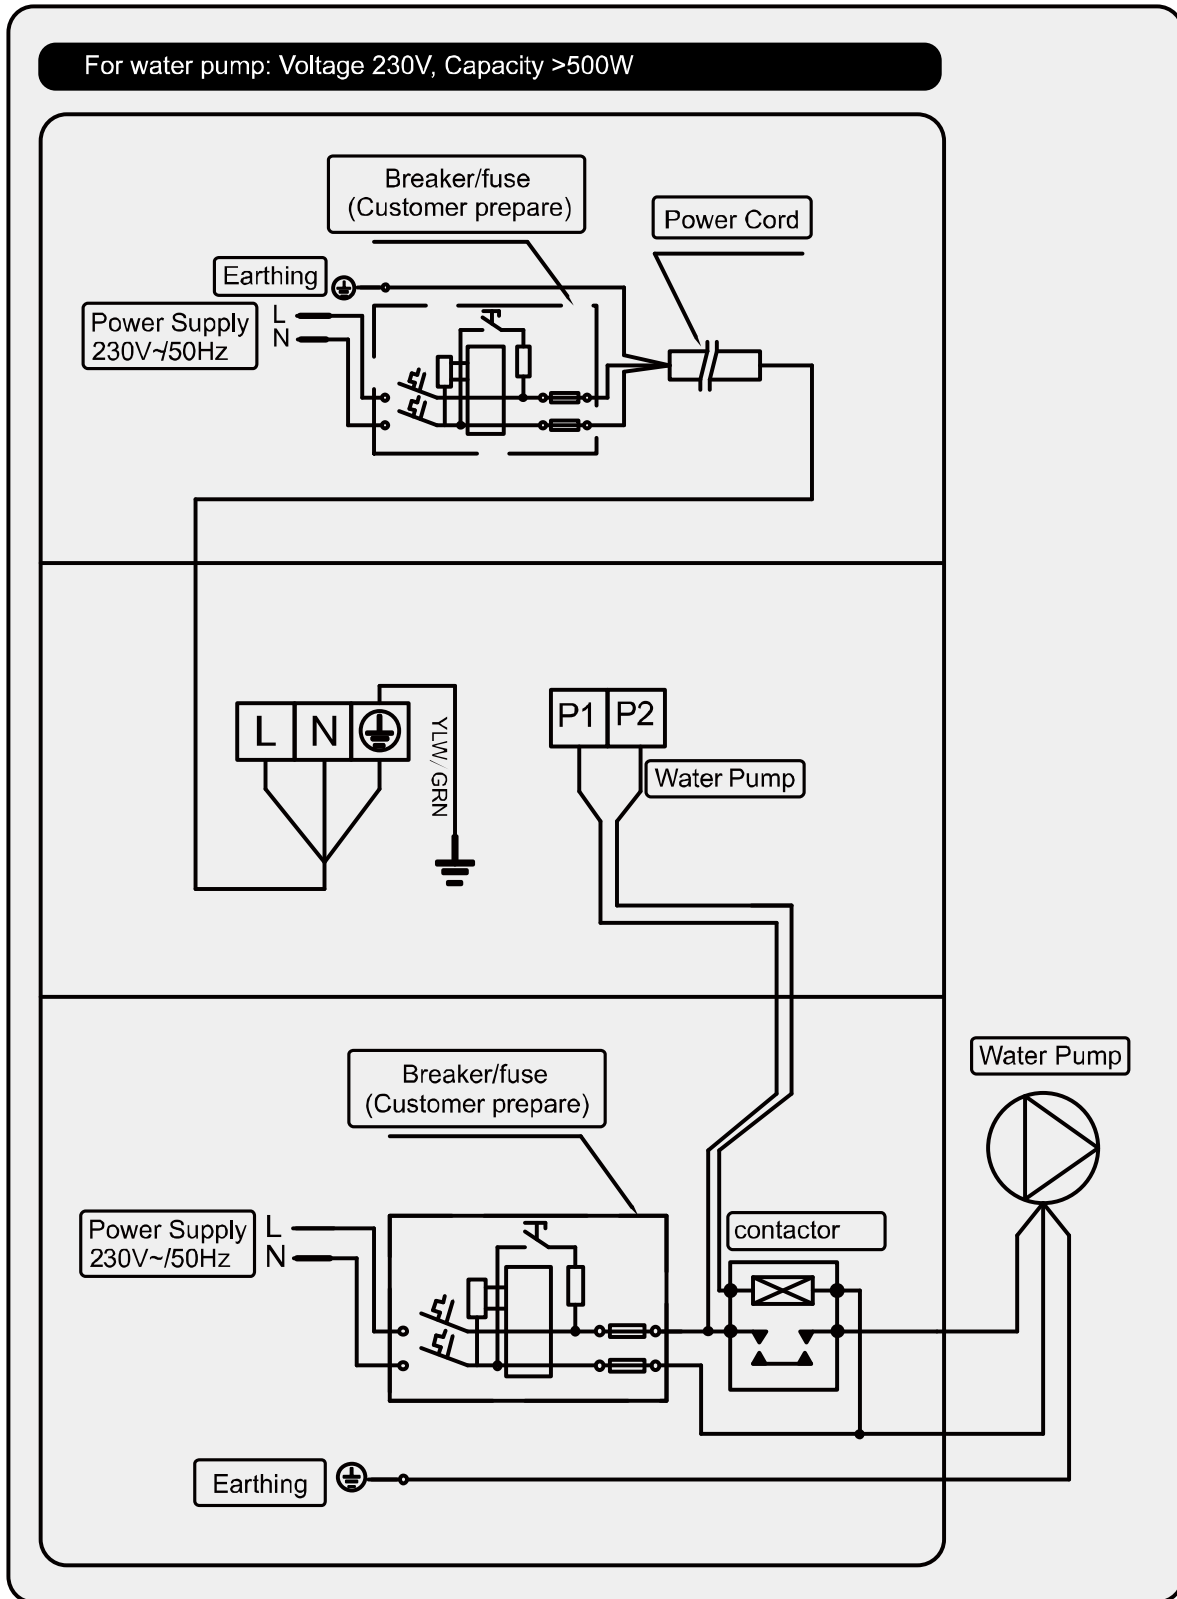 For water pump: Voltage 230V, Capacity >500W
Breaker/fuse
(Customer prepare)
Power Cord
Earthing
Power Supply
230V~/50Hz
L
N
L
N
YLW/GRN
P1
P2
Water Pump
Water Pump
Breaker/fuse
(Customer prepare)
Power Supply
230V~/50Hz
L
N
contactor
Earthing